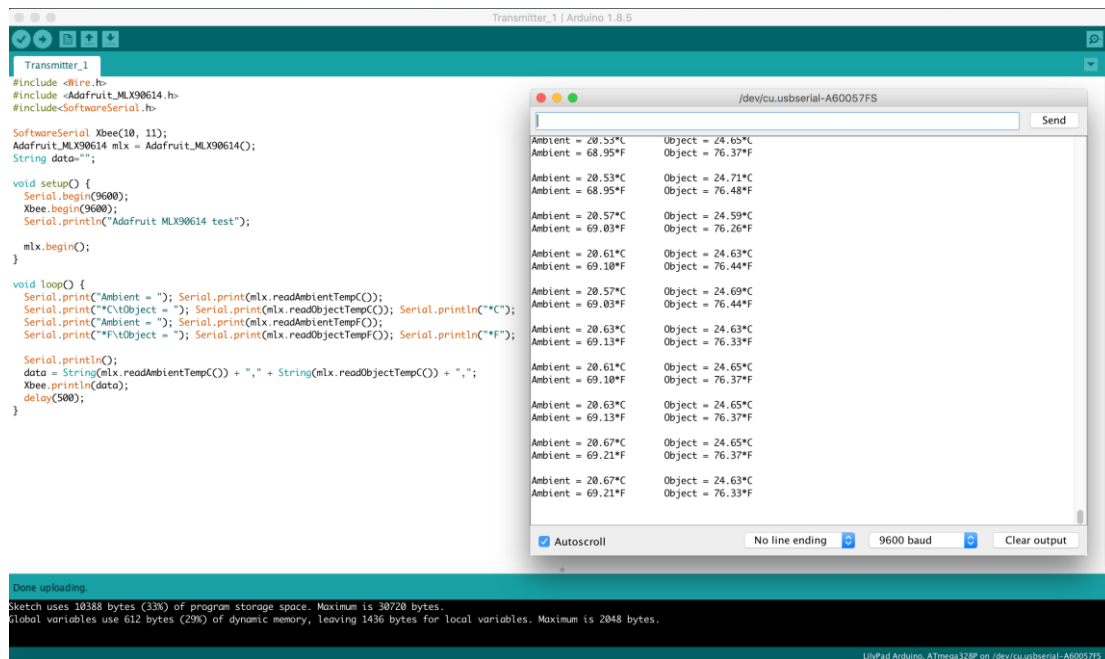 Transmitter_1 | Arduino 1.8.5
Transmitter_1
#include <Wire.h>
#include <Adafruit_MLX90614.h>
#include<SoftwareSerial.h>
SoftwareSerial Xbee(10, 11);
Adafruit_MLX90614 mlx = Adafruit_MLX90614();
String data="";
void setup() {
Serial.begin(9600);
Xbee.begin(9600);
Serial.println("Adafruit MLX90614 test");
mlx.begin();
}
void loop() {
Serial.print("Ambient = "); Serial.print(mlx.readAmbientTempC());
Serial.print("*C\tObject = "); Serial.print(mlx.readObjectTempC()); Serial.println("*C");
Serial.print("Ambient = "); Serial.print(mlx.readAmbientTempF());
Serial.print("*F\tObject = "); Serial.print(mlx.readObjectTempF()); Serial.println("*F");
Serial.println();
data = String(mlx.readAmbientTempC()) + "," + String(mlx.readObjectTempC()) + ",";
Xbee.println(data);
delay(500);
}
/dev/cu.usbserial-A60057FS
Send
Ambient = 20.53*C Object = 24.65*C
Ambient = 68.95*F Object = 76.37*F
Ambient = 20.53*C Object = 24.71*C
Ambient = 68.95*F Object = 76.48*F
Ambient = 20.57*C Object = 24.59*C
Ambient = 69.03*F Object = 76.26*F
Ambient = 20.61*C Object = 24.63*C
Ambient = 69.10*F Object = 76.44*F
Ambient = 20.57*C Object = 24.69*C
Ambient = 69.03*F Object = 76.44*F
Ambient = 20.63*C Object = 24.63*C
Ambient = 69.13*F Object = 76.33*F
Ambient = 20.61*C Object = 24.65*C
Ambient = 69.10*F Object = 76.37*F
Ambient = 20.63*C Object = 24.65*C
Ambient = 69.13*F Object = 76.37*F
Ambient = 20.67*C Object = 24.65*C
Ambient = 69.21*F Object = 76.37*F
Ambient = 20.67*C Object = 24.63*C
Ambient = 69.21*F Object = 76.33*F
Autoscroll
No line ending
9600 baud
Clear output
Done uploading.
Sketch uses 10388 bytes (33%) of program storage space. Maximum is 30720 bytes.
Global variables use 612 bytes (29%) of dynamic memory, leaving 1436 bytes for local variables. Maximum is 2048 bytes.
LilyPad Arduino, ATmega328P on /dev/cu.usbserial-A60057FS